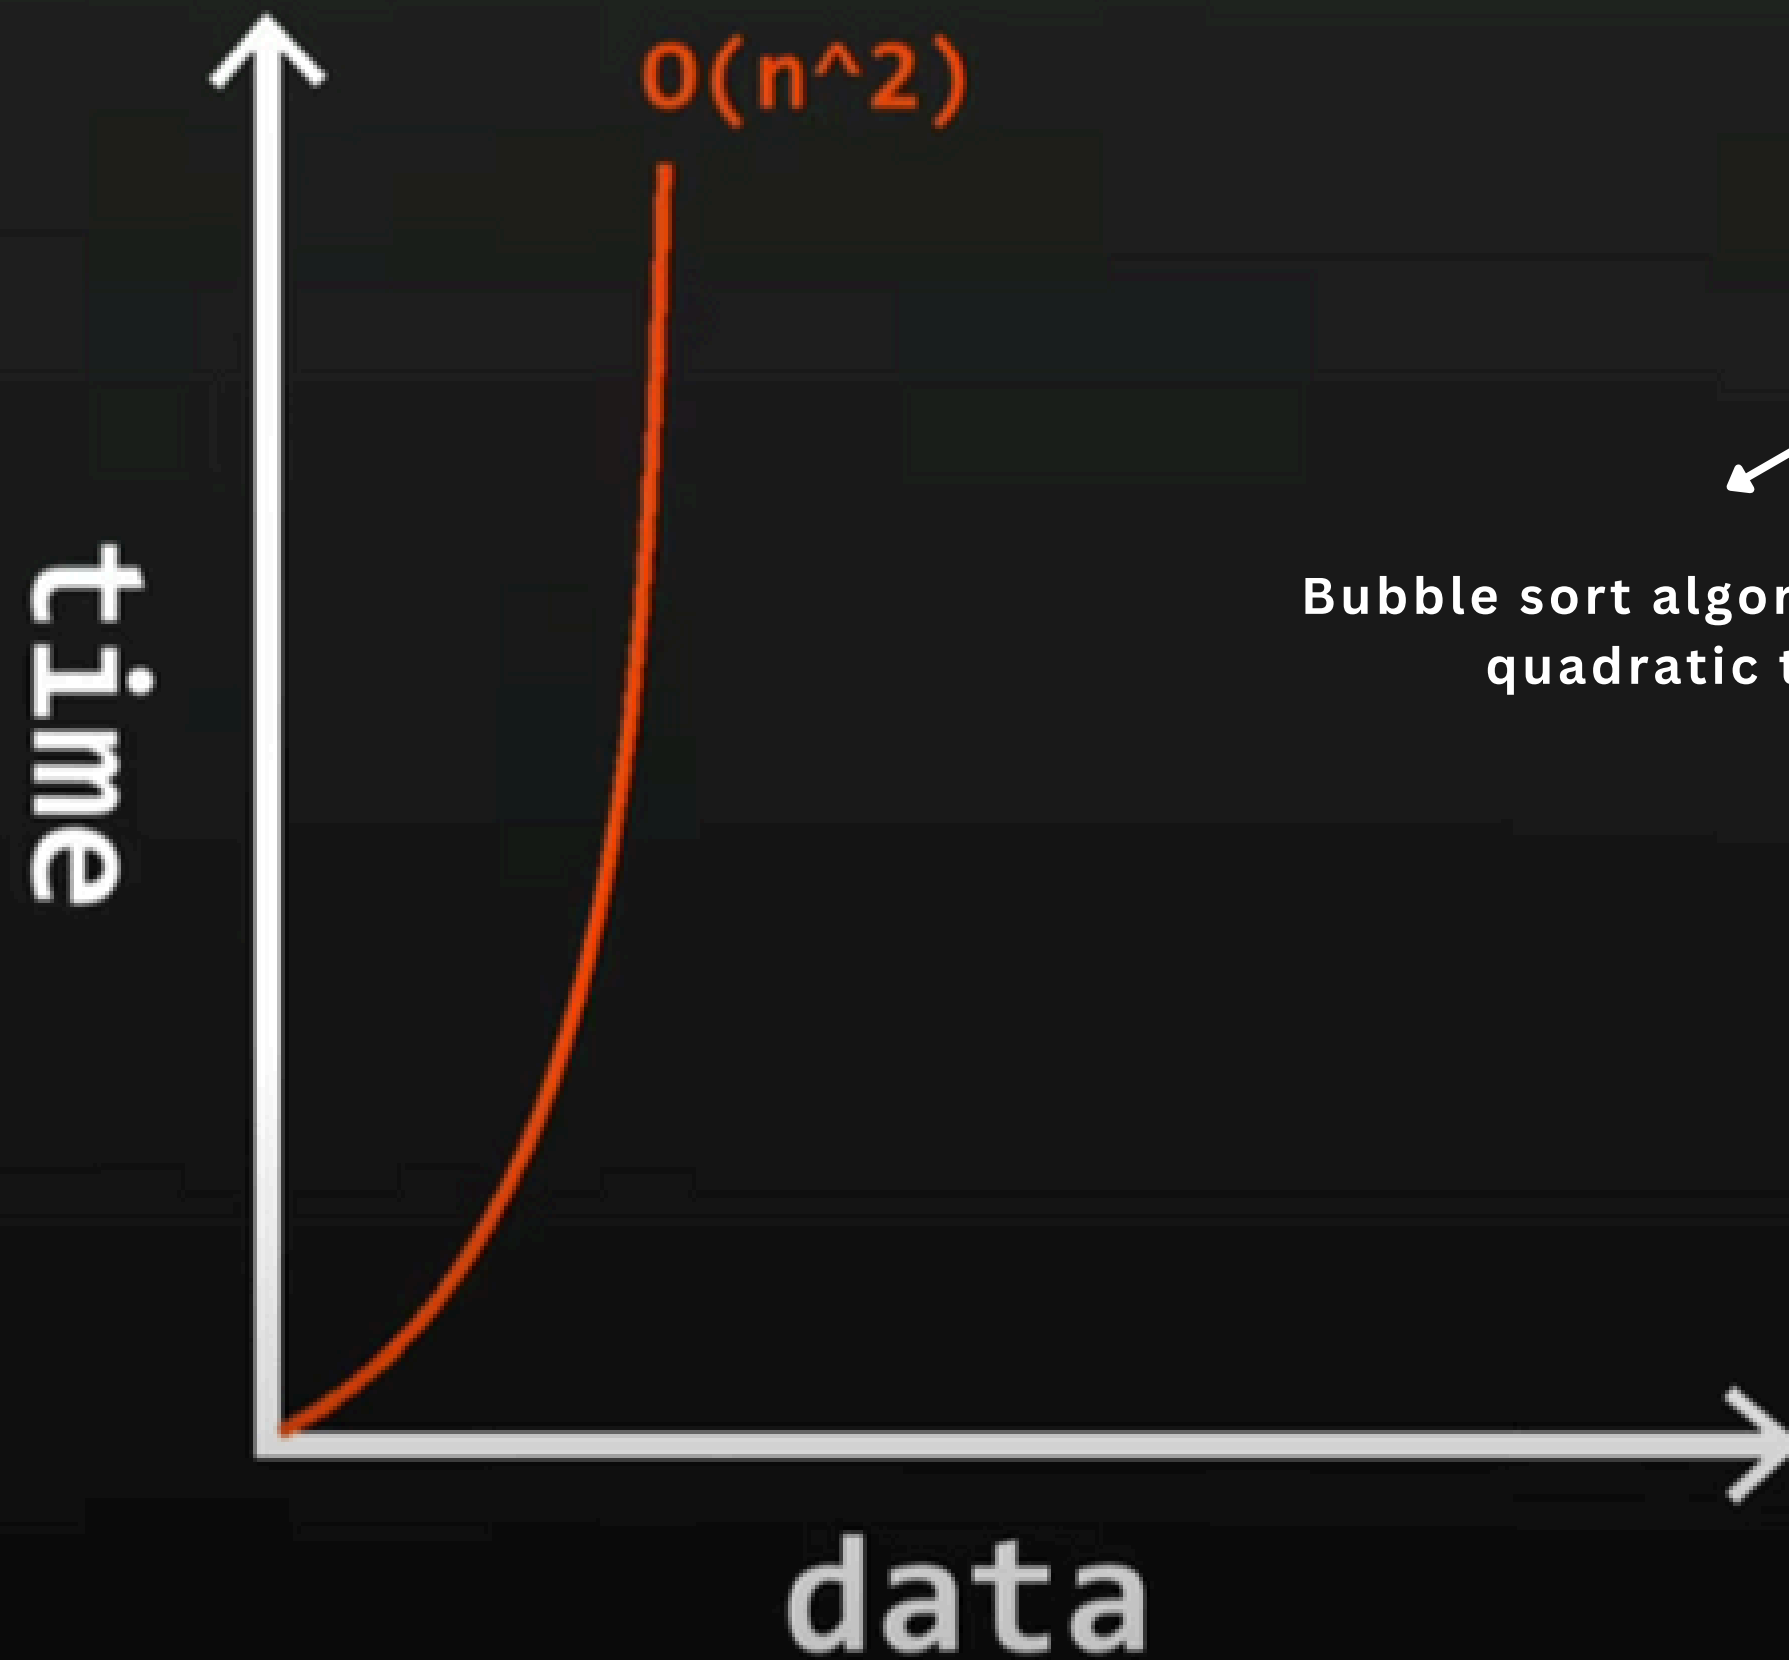 O(n^2)
time
Bubble sort algor
quadratic t
data